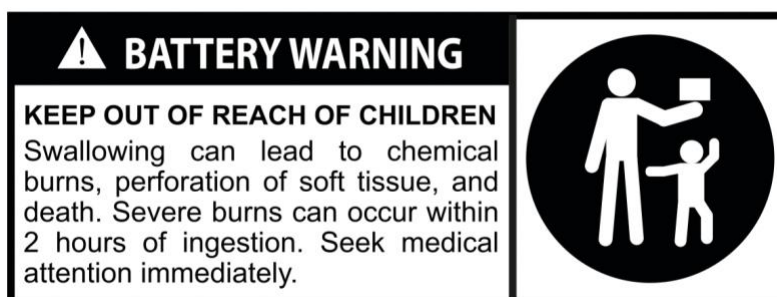 BATTERY WARNING
KEEP OUT OF REACH OF CHILDREN
Swallowing can lead to chemical
burns, perforation of soft tissue, and
death. Severe burns can occur within
2 hours of ingestion. Seek medical
attention immediately.